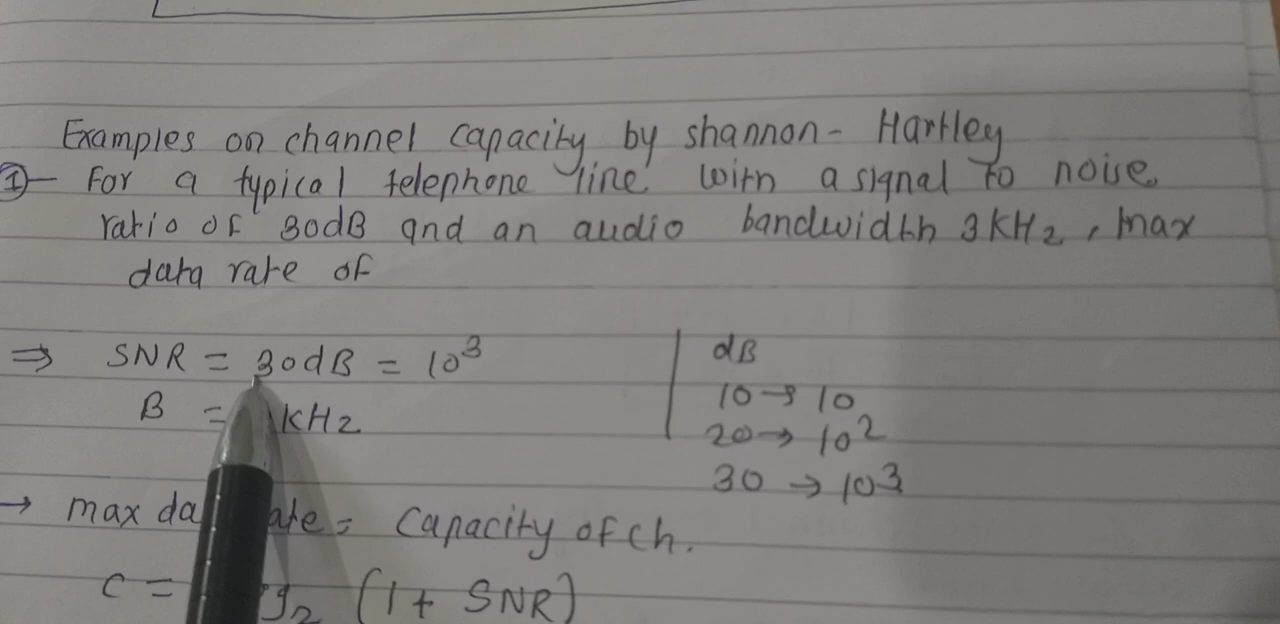 Examples on channel capacity by shannon - Hartley
1 - For a typical telephone line with a signal to noise
ratio of 30dB and an audio bandwidth 3KHz, max
data rate of
⇒ SNR = 30dB = 10³
B = KHz
→ max da ate = Capacity of ch.
C = g₂ (1 + SNR)
dB
10 → 10
20 → 10²
30 → 10³